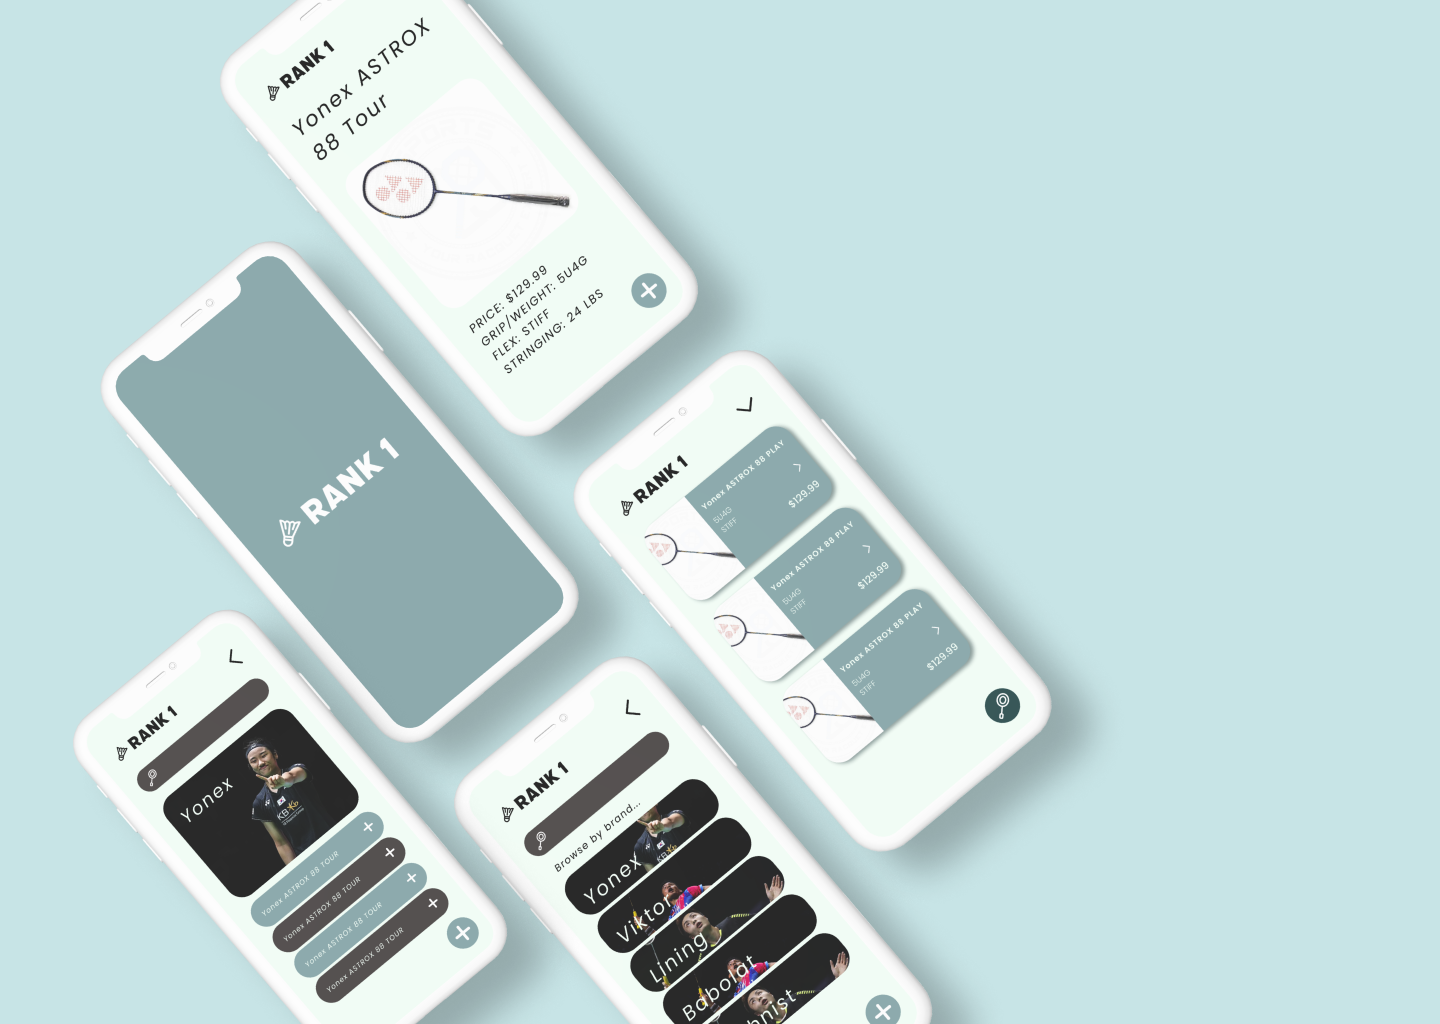 RANK 1
Yonex ASTROX
88 Tour
PRICE: $129.99
GRIP/WEIGHT: 5U4G
FLEX: STIFF
STRINGING: 24 LBS
RANK 1
RANK 1
Yonex ASTROX 88 PLAY
5U4G
STIFF
$129.99
Yonex ASTROX 88 PLAY
5U4G
STIFF
$129.99
Yonex ASTROX 88 PLAY
5U4G
STIFF
$129.99
RANK 1
Yonex
KB
Yonex ASTROX 88 TOUR
Yonex ASTROX 88 TOUR
Yonex ASTROX 88 TOUR
Yonex ASTROX 88 TOUR
RANK 1
Browse by brand...
Yonex
Viktor
Lining
Babolat